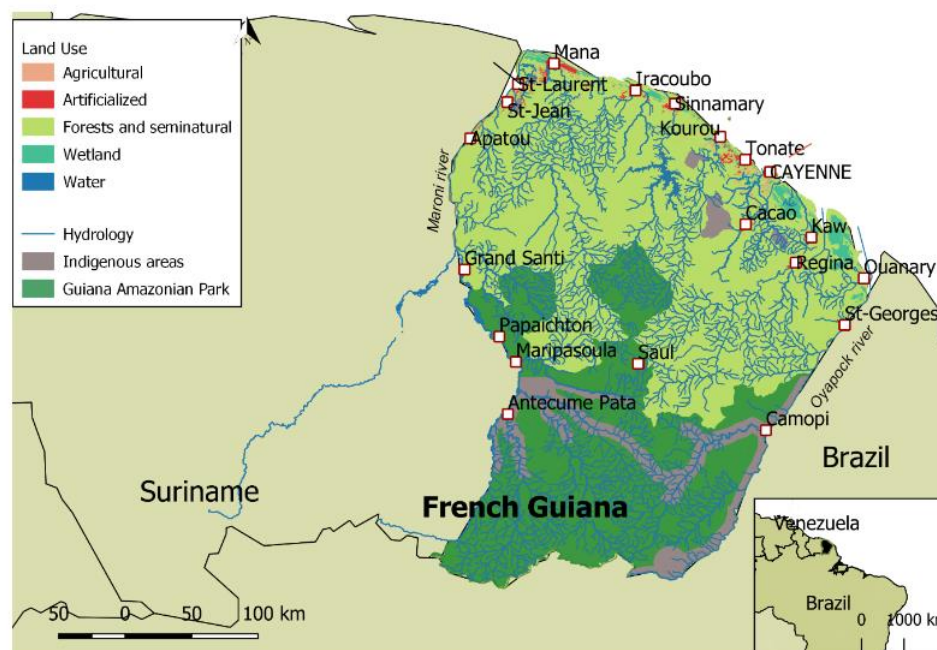 Land Use
Agricultural
Artificialized
Forests and seminatural
Wetland
Water
Hydrology
Indigenous areas
Guiana Amazonian Park
Mana
St-Laurent
Iracoubo
St-Jean
Sinnamary
Kourou
Apatou
Tonate
CAYENNE
Maroni river
Cacao
Kaw
Grand Santi
Regina
Ouanary
St-Georges
Papaichton
Maripasoula
Saul
Oyapock river
Antecume Pata
Camopi
Brazil
Suriname
French Guiana
Venezuela
Brazil
0 1000 km
50 0 50 100 km